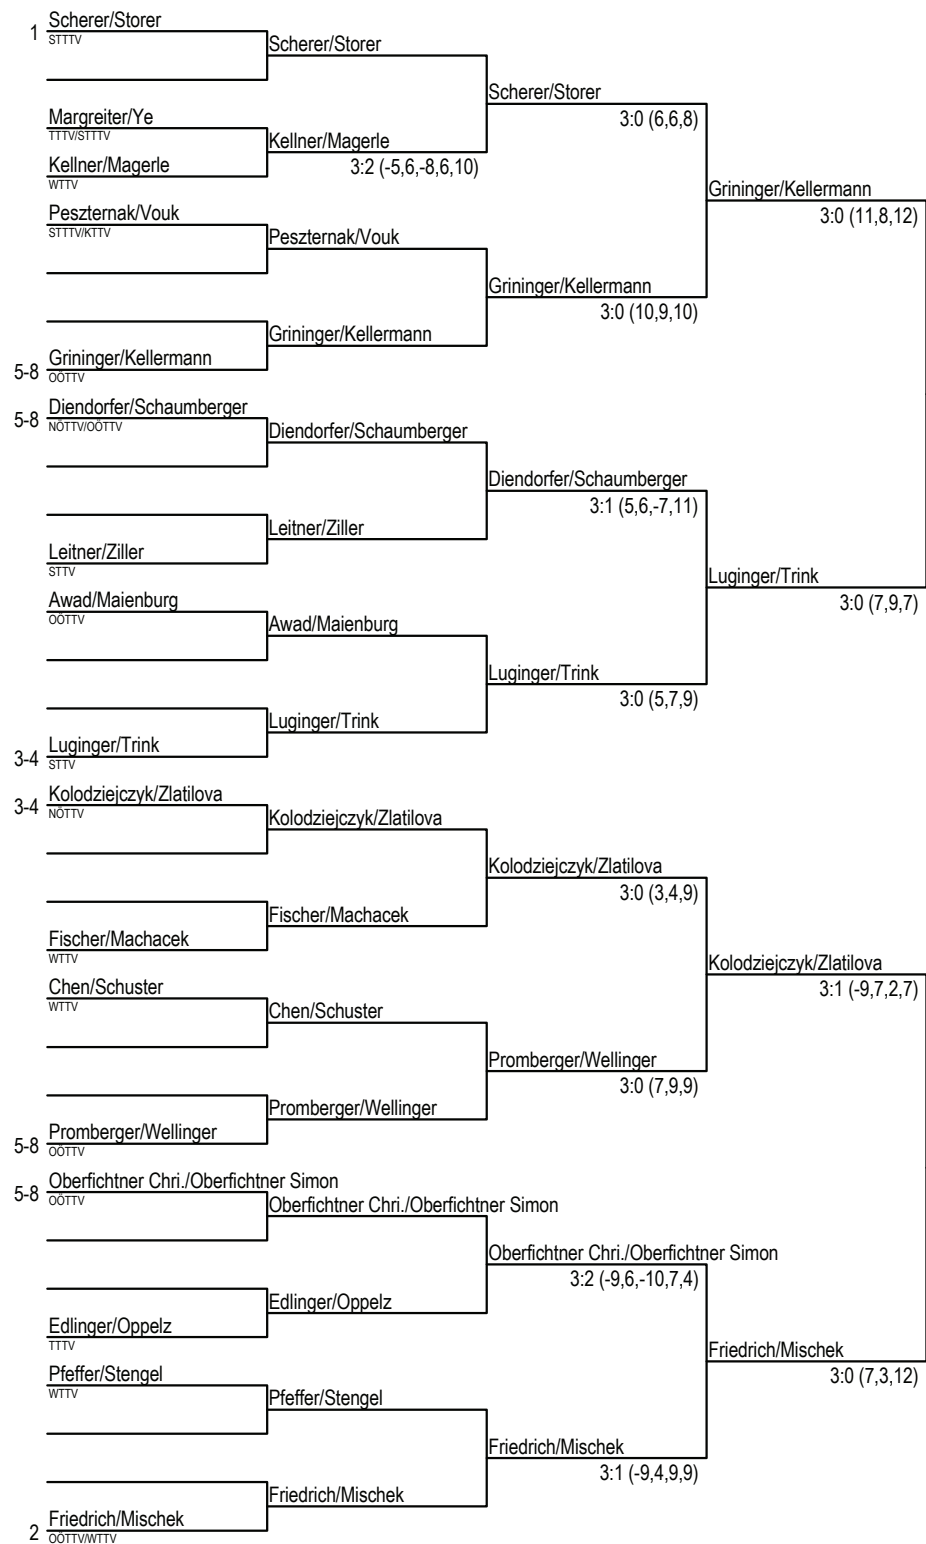 1
Scherer/Storer
STTTV
Scherer/Storer
Scherer/Storer
3:0 (6,6,8)
Margreiter/Ye
TTTV/STTTV
Kellner/Magerle
3:2 (-5,6,-8,6,10)
Kellner/Magerle
WTTV
Grininger/Kellermann
3:0 (11,8,12)
Peszternak/Vouk
STTTV/KTTV
Peszternak/Vouk
Grininger/Kellermann
3:0 (10,9,10)
Grininger/Kellermann
5-8
Grininger/Kellermann
OÖTTV
5-8
Diendorfer/Schaumberger
NÖTTV/OÖTTV
Diendorfer/Schaumberger
Diendorfer/Schaumberger
3:1 (5,6,-7,11)
Leitner/Ziller
Leitner/Ziller
STTV
Luginger/Trink
3:0 (7,9,7)
Awad/Maienburg
OÖTTV
Awad/Maienburg
Luginger/Trink
3:0 (5,7,9)
Luginger/Trink
3-4
Luginger/Trink
STTV
3-4
Kolodziejczyk/Zlatilova
NÖTTV
Kolodziejczyk/Zlatilova
Kolodziejczyk/Zlatilova
3:0 (3,4,9)
Fischer/Machacek
Fischer/Machacek
WTTV
Kolodziejczyk/Zlatilova
3:1 (-9,7,2,7)
Chen/Schuster
WTTV
Chen/Schuster
Promberger/Wellinger
3:0 (7,9,9)
Promberger/Wellinger
5-8
Promberger/Wellinger
OÖTTV
5-8
Oberfichtner Chri./Oberfichtner Simon
OÖTTV
Oberfichtner Chri./Oberfichtner Simon
Oberfichtner Chri./Oberfichtner Simon
3:2 (-9,6,-10,7,4)
Edlinger/Oppelz
Edlinger/Oppelz
TTTV
Friedrich/Mischek
3:0 (7,3,12)
Pfeffer/Stengel
WTTV
Pfeffer/Stengel
Friedrich/Mischek
3:1 (-9,4,9,9)
Friedrich/Mischek
2
Friedrich/Mischek
OÖTTV/WTTV